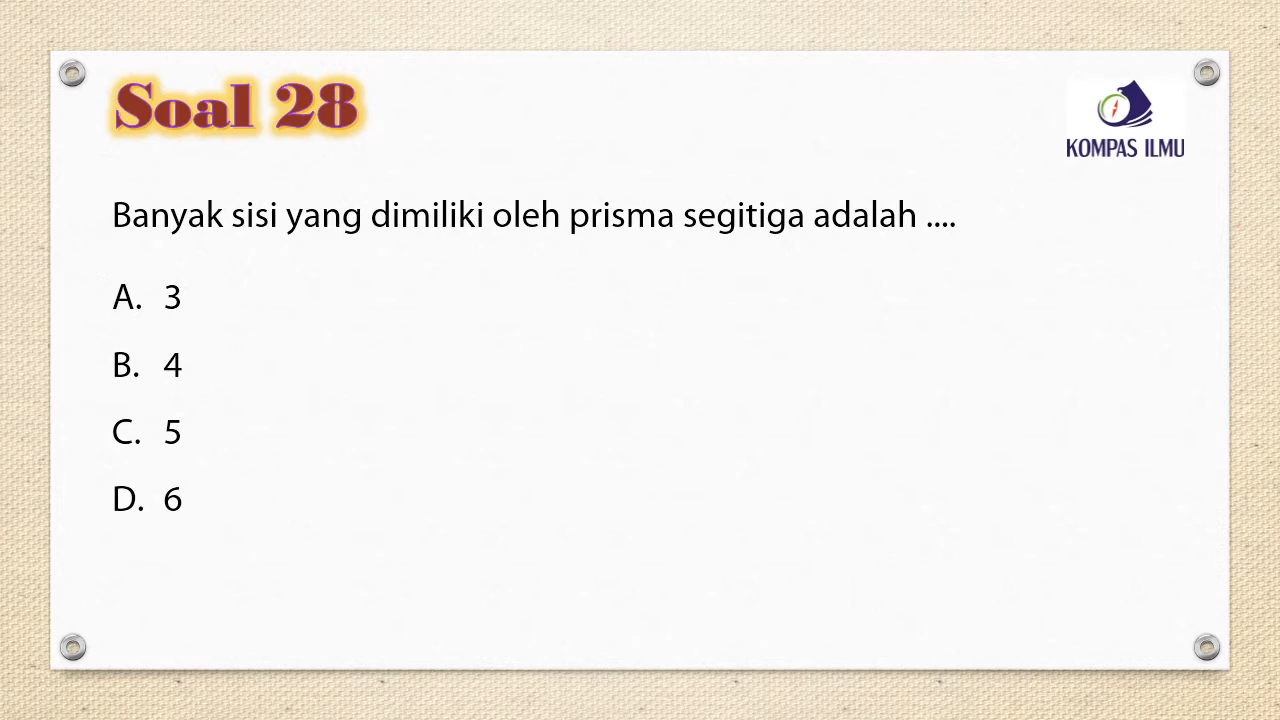 Soal 28
KOMPAS ILMU
Banyak sisi yang dimiliki oleh prisma segitiga adalah ....
A. 3
B. 4
C. 5
D. 6